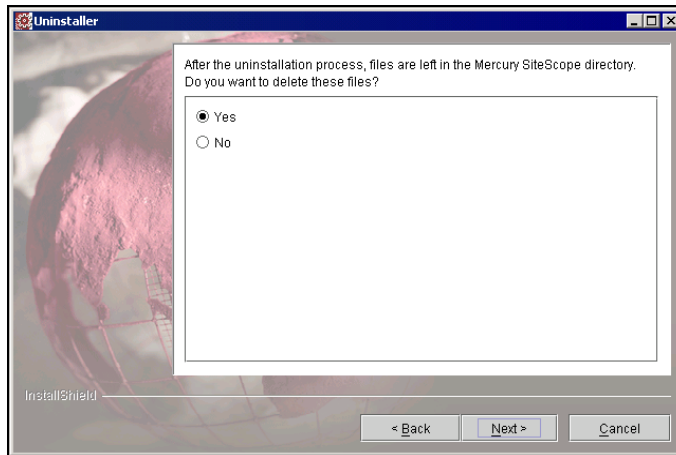 Uninstaller
After the uninstallation process, files are left in the Mercury SiteScope directory.
Do you want to delete these files?
Yes
No
InstallShield
< Back
Next >
Cancel